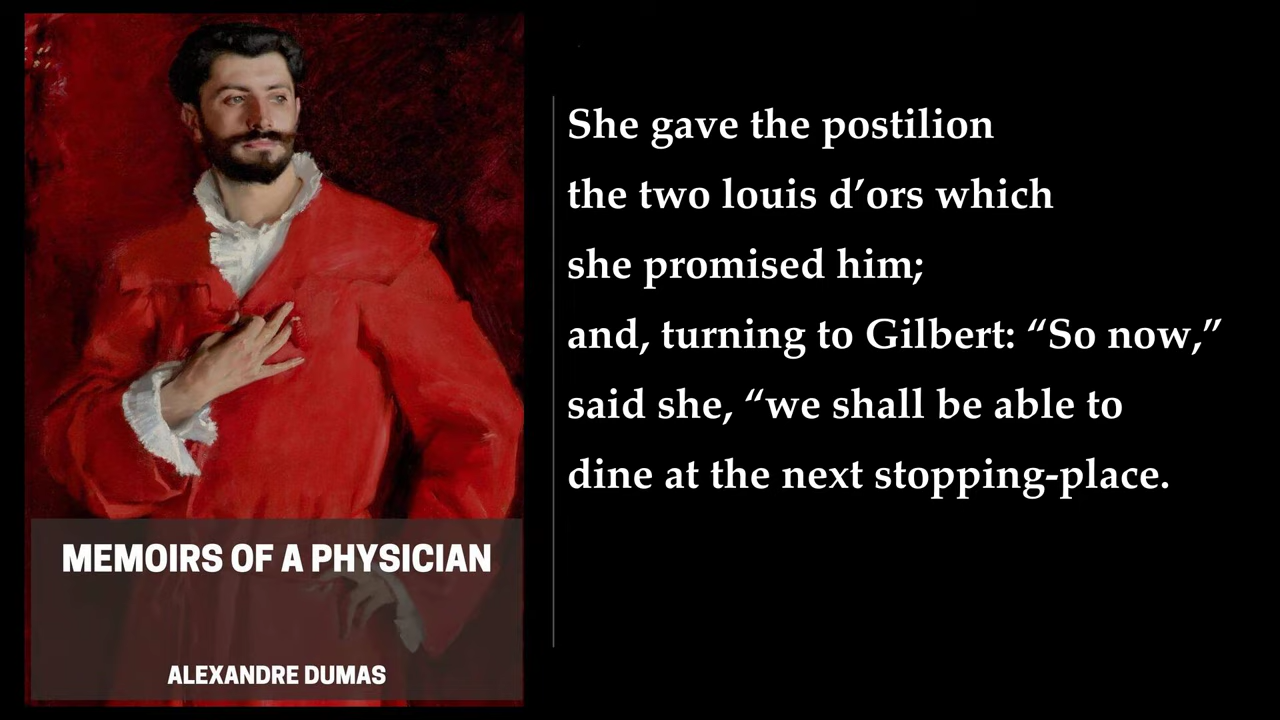 MEMOIRS OF A PHYSICIAN
ALEXANDRE DUMAS
She gave the postilion
the two louis d’ors which
she promised him;
and, turning to Gilbert: “So now,”
said she, “we shall be able to
dine at the next stopping-place.